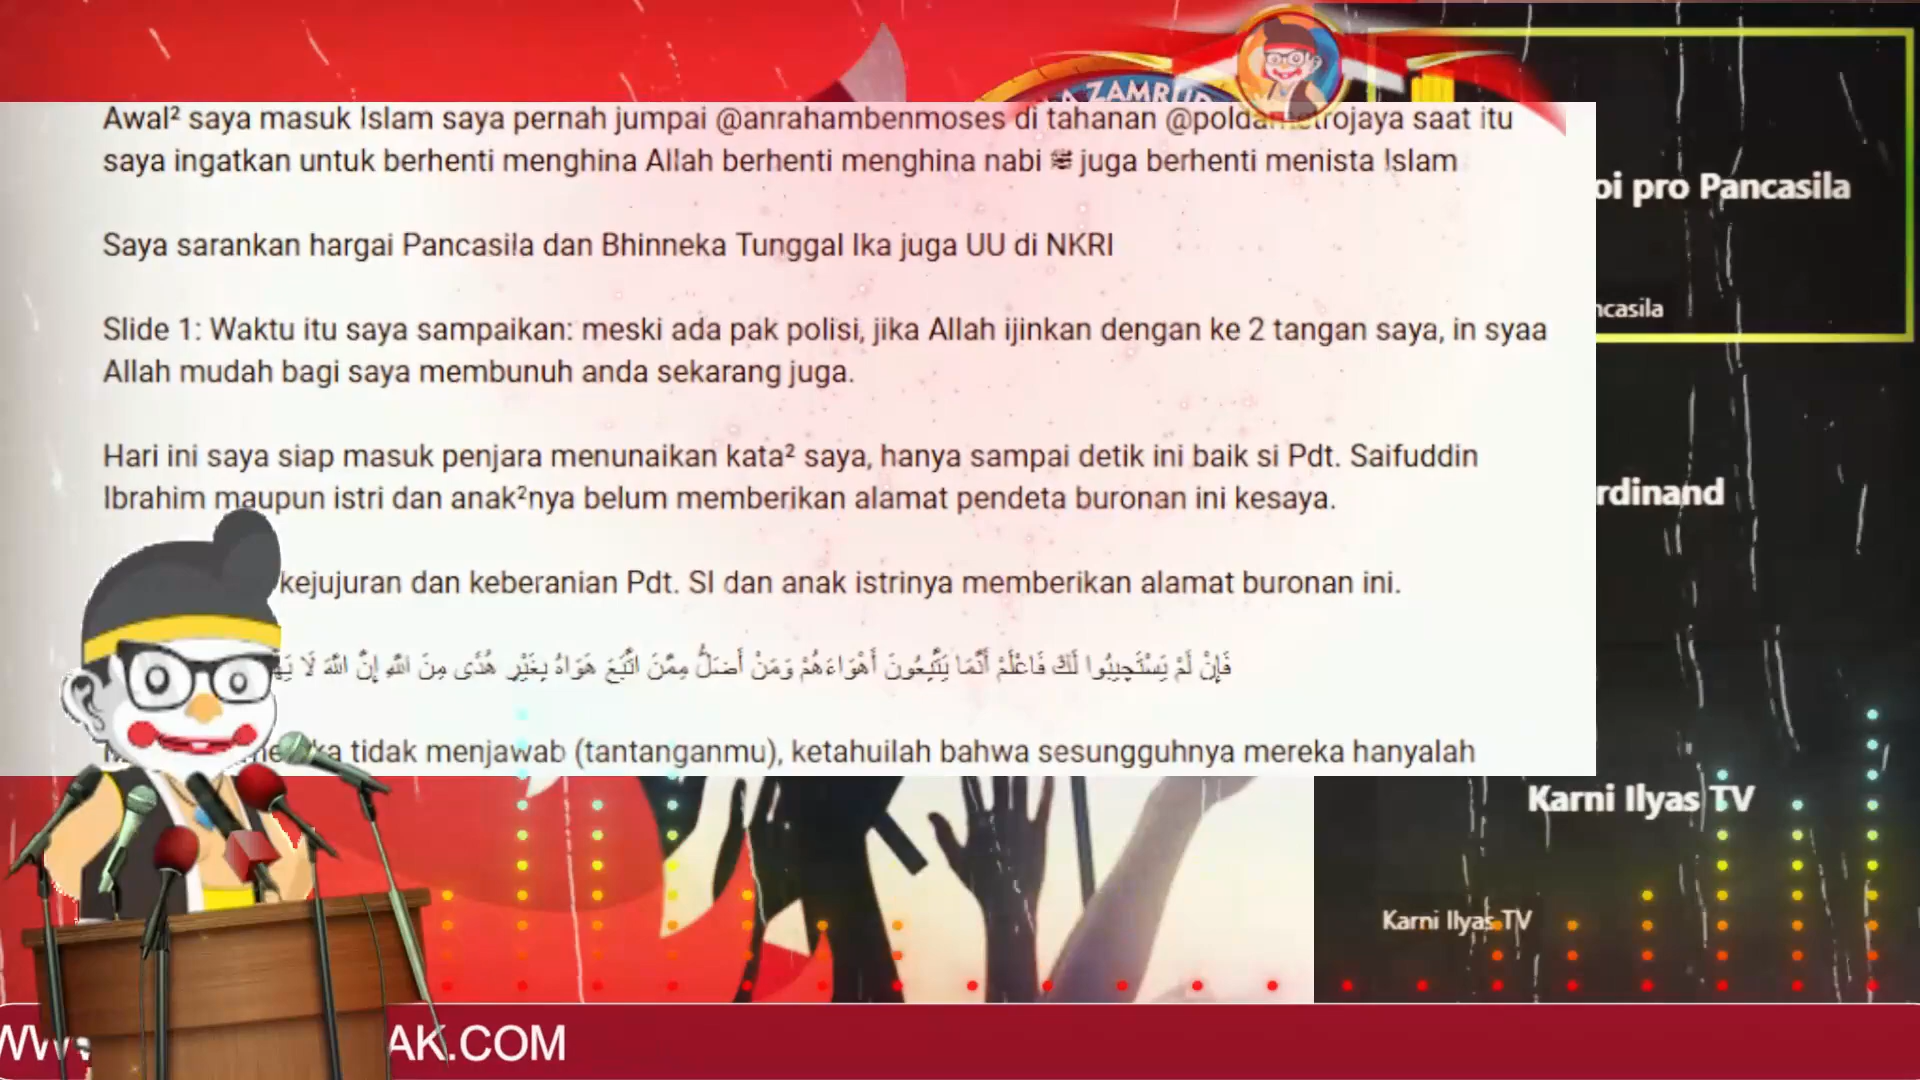 ZAMRUD
Awal² saya masuk Islam saya pernah jumpai @anrahambenmoses di tahanan saat itu
saya ingatkan untuk berhenti menghina Allah berhenti menghina nabi ﷺ juga berhenti menista Islam
Saya sarankan hargai Pancasila dan Bhinneka Tunggal Ika juga UU di NKRI
Slide 1: Waktu itu saya sampaikan: meski ada pak polisi, jika Allah ijinkan dengan ke 2 tangan saya, in syaa
Allah mudah bagi saya membunuh anda sekarang juga.
Hari ini saya siap masuk penjara menunaikan kata² saya, hanya sampai detik ini baik si Pdt. Saifuddin
Ibrahim maupun istri dan anak²nya belum memberikan alamat pendeta buronan ini kesaya.
kejujuran dan keberanian Pdt. SI dan anak istrinya memberikan alamat buronan ini.
فَإِنْ لَمْ يَسْتَجِيبُوا لَكَ فَاعْلَمْ أَنَّمَا يَتَّبِعُونَ أَهْوَاءَهُمْ وَمَنْ أَضَلُّ مِمَّنَ اتَّبَعَ هَوَاهُ بِغَيْرِ هُدًى مِنَ اللَّهِ إِنَّ اللَّهَ لَا
tidak menjawab (tantanganmu), ketahuilah bahwa sesungguhnya mereka hanyalah
oi pro Pancasila
ncasila
rdinand
Karni Ilyas TV
Karni Ilyas TV
AK.COM